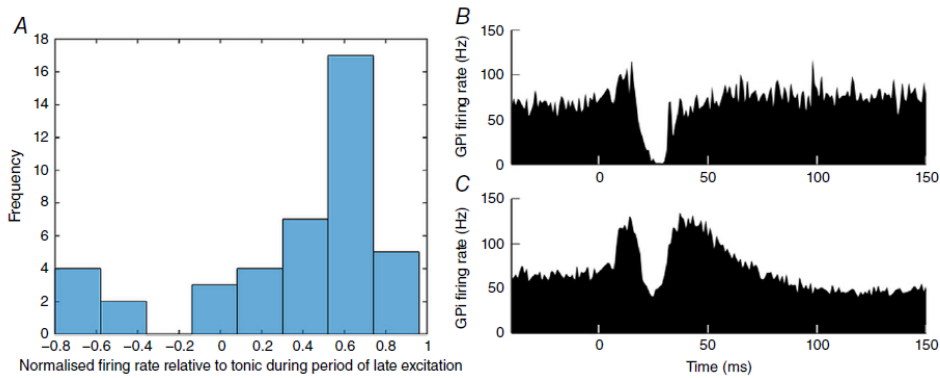 A
18
16
14
12
10
8
6
4
2
0
Frequency
−0.8 −0.6 −0.4 −0.2 0 0.2 0.4 0.6 0.8 1
Normalised firing rate relative to tonic during period of late excitation
B
150
100
50
0
GPi firing rate (Hz)
0 50 100 150
C
150
100
50
0
GPi firing rate (Hz)
0 50 100 150
Time (ms)